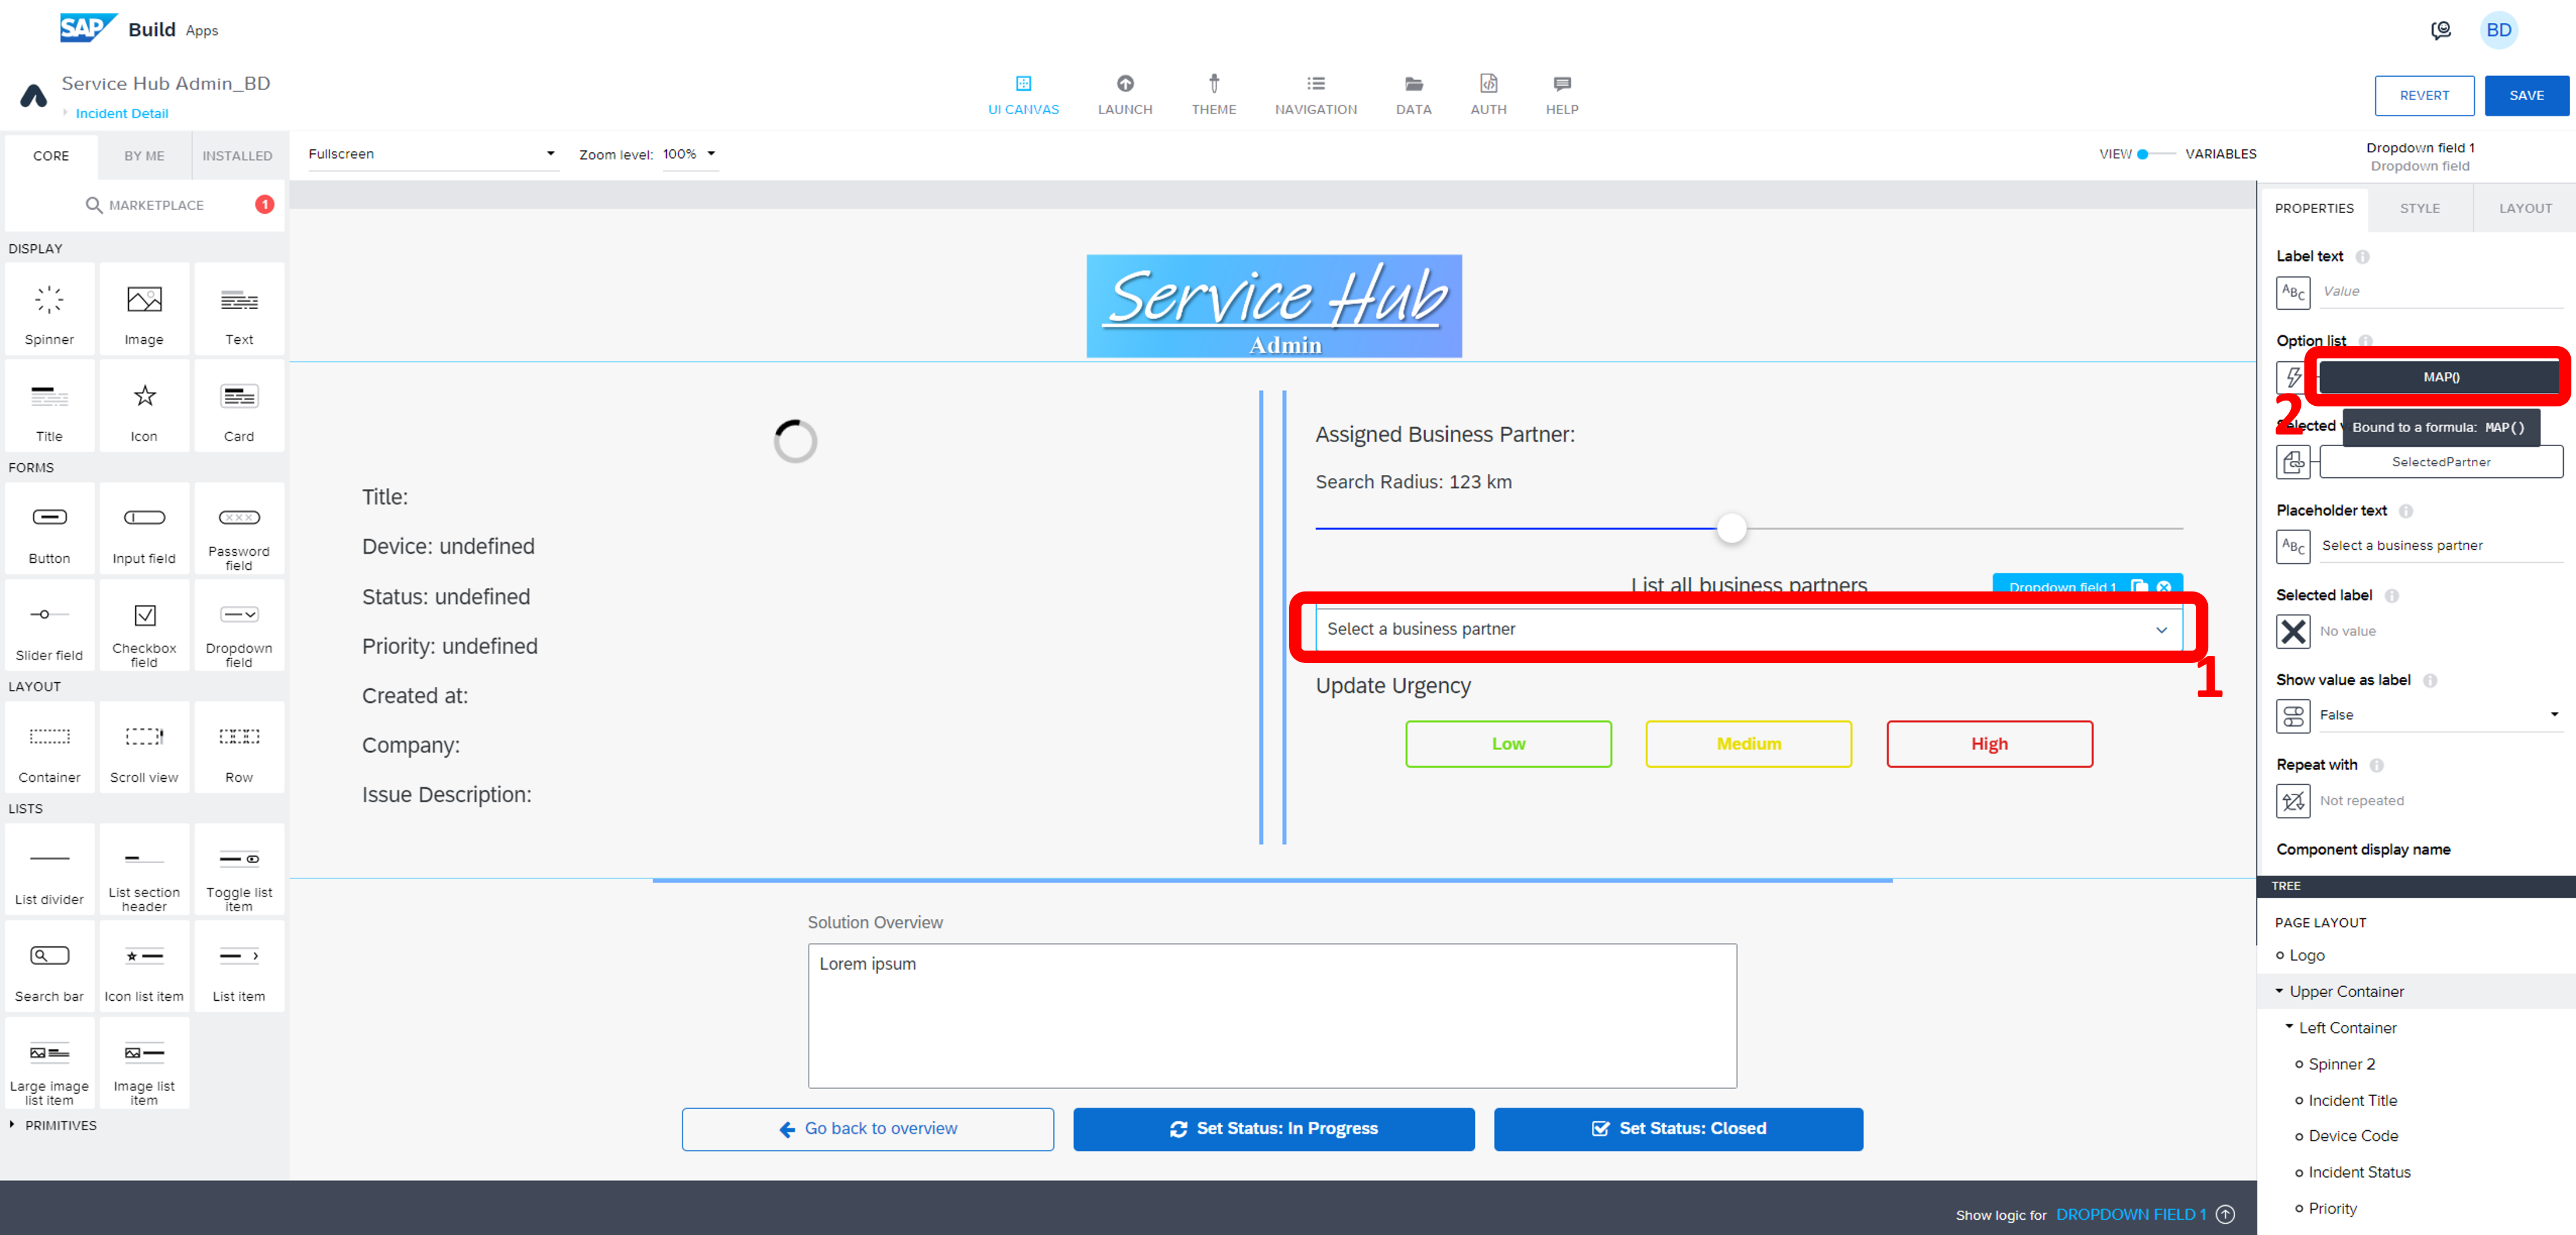 SAP Build Apps
BD
Service Hub Admin_BD
Incident Detail
UI CANVAS
LAUNCH
THEME
NAVIGATION
DATA
AUTH
HELP
REVERT
SAVE
CORE
BY ME
INSTALLED
MARKETPLACE
1
DISPLAY
Spinner
Image
Text
Title
Icon
Card
FORMS
Button
Input field
Password
field
Slider field
Checkbox
field
Dropdown
field
LAYOUT
Container
Scroll view
Row
LISTS
List divider
List section
header
Toggle list
item
Search bar
Icon list item
List item
Large image
list item
Image list
item
PRIMITIVES
Fullscreen
Zoom level: 100%
VIEW
VARIABLES
Service Hub
Admin
Title:
Device: undefined
Status: undefined
Priority: undefined
Created at:
Company:
Issue Description:
Assigned Business Partner:
Search Radius: 123 km
List all business partners
Dropdown field 1
Select a business partner
1
Update Urgency
Low
Medium
High
Solution Overview
Lorem ipsum
Go back to overview
Set Status: In Progress
Set Status: Closed
Show logic for DROPDOWN FIELD 1
Dropdown field 1
Dropdown field
PROPERTIES
STYLE
LAYOUT
Label text
ABC
Value
Option list
MAP()
2
Selected
Bound to a formula: MAP()
SelectedPartner
Placeholder text
ABC
Select a business partner
Selected label
No value
Show value as label
False
Repeat with
Not repeated
Component display name
TREE
PAGE LAYOUT
Logo
Upper Container
Left Container
Spinner 2
Incident Title
Device Code
Incident Status
Priority